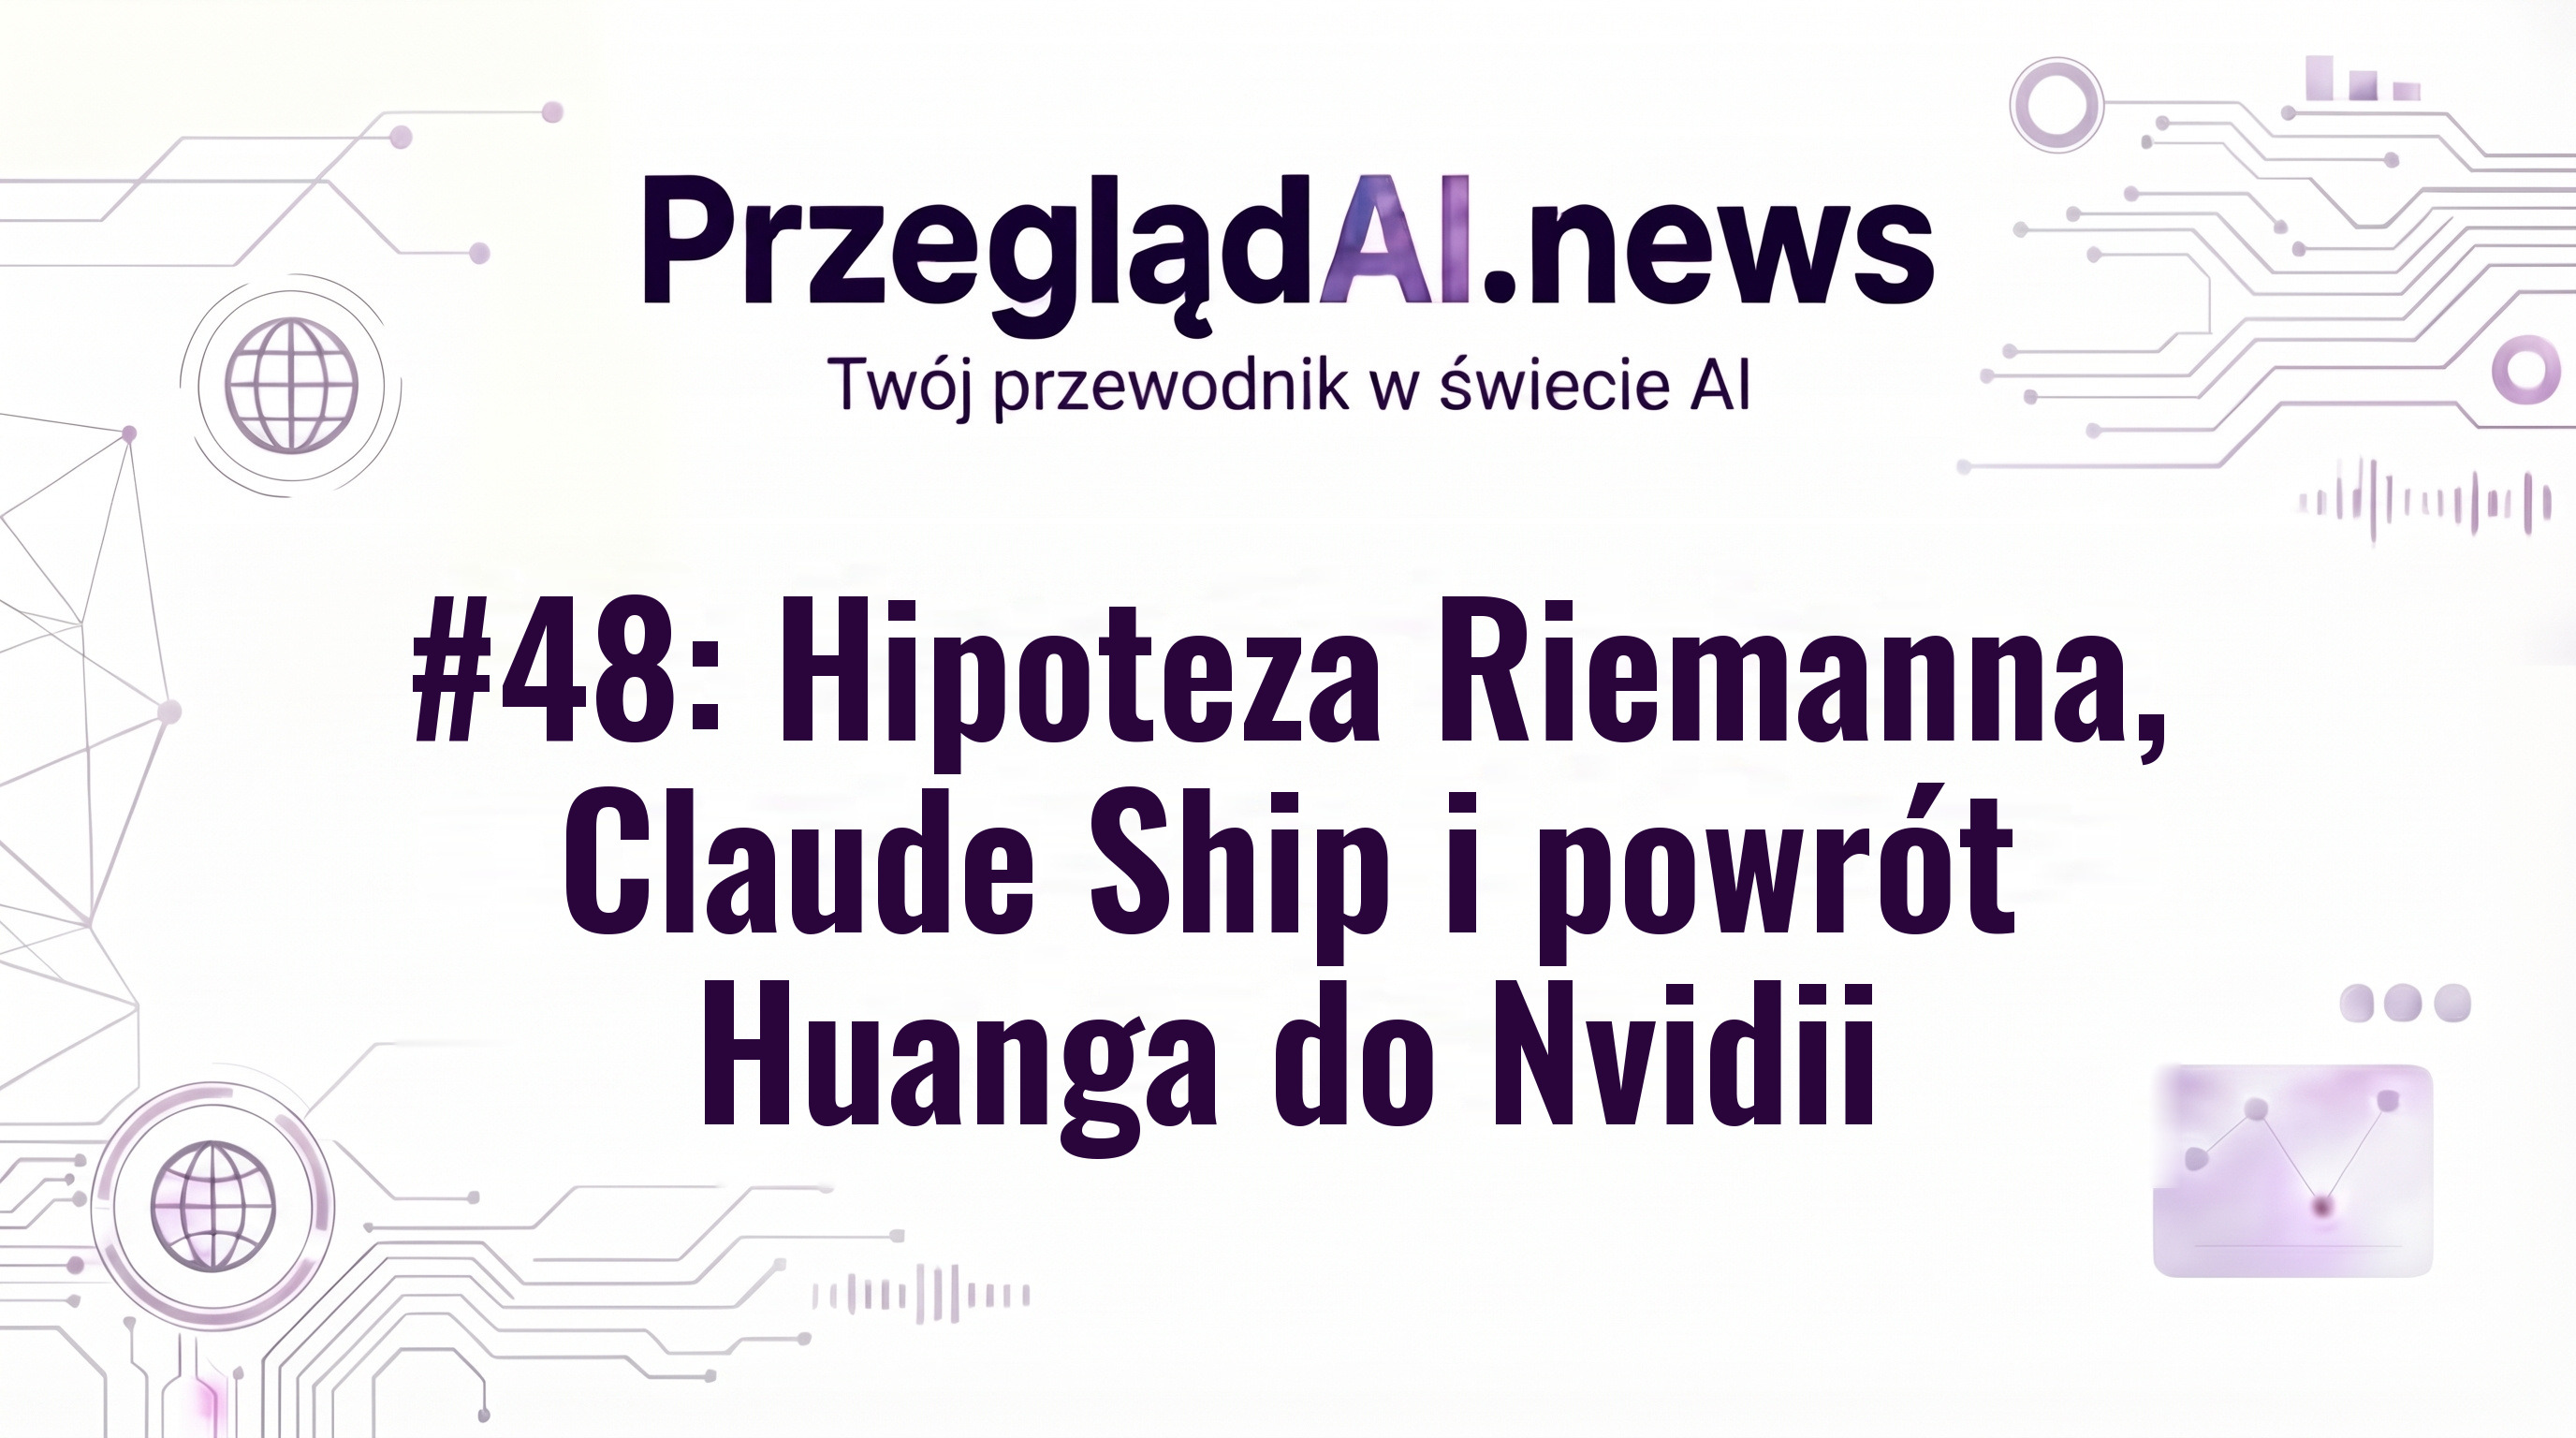 PrzeglądAI.news
Twój przewodnik w świecie AI
#48: Hipoteza Riemanna,
Claude Ship i powrót
Huanga do Nvidii